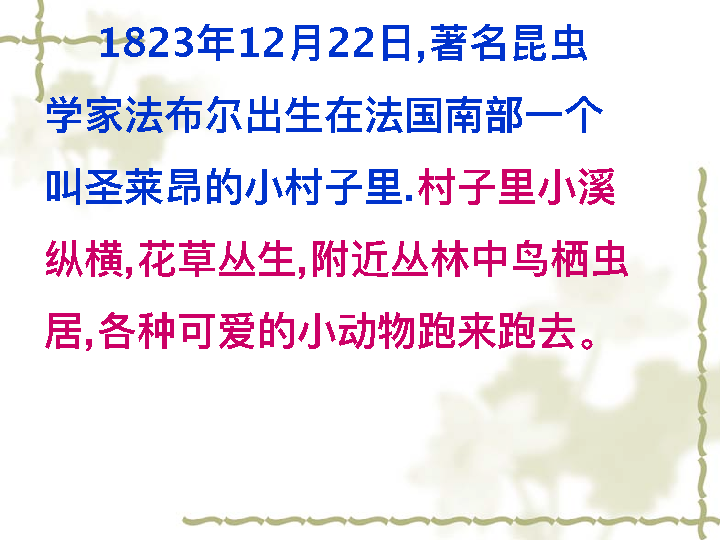 1823年12月22日,著名昆虫
学家法布尔出生在法国南部一个
叫圣莱昂的小村子里.村子里小溪
纵横,花草丛生,附近丛林中鸟栖虫
居,各种可爱的小动物跑来跑去。